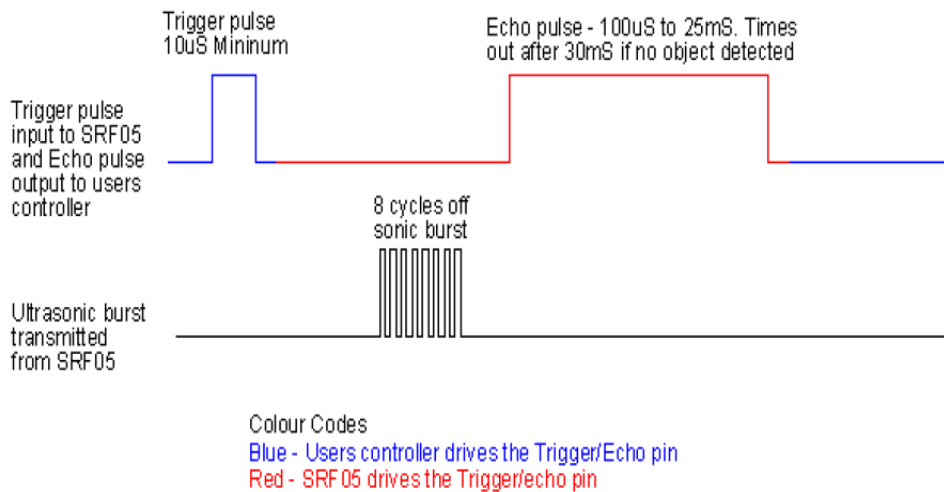 Trigger pulse
10uS Mininum
Echo pulse - 100uS to 25mS. Times
out after 30mS if no object detected
Trigger pulse
input to SRF05
and Echo pulse
output to users
controller
8 cycles off
sonic burst
Ultrasonic burst
transmitted
from SRF05
Colour Codes
Blue - Users controller drives the Trigger/Echo pin
Red - SRF05 drives the Trigger/echo pin